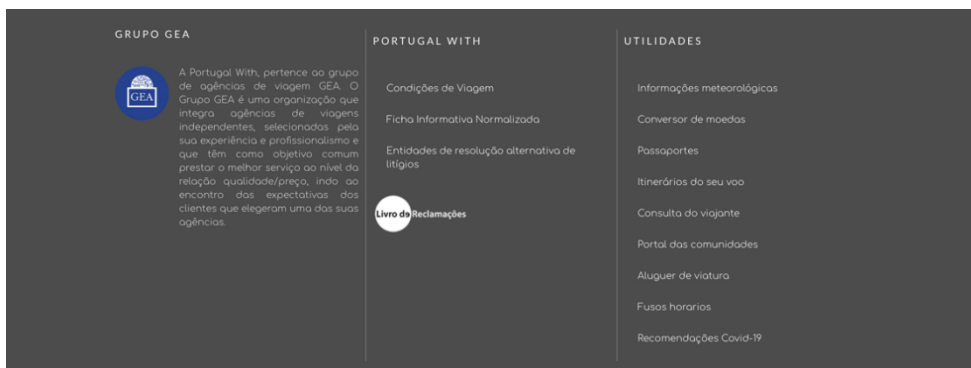 GRUPO GEA
GEA
A Portugal With, pertence ao grupo
de agências de viagem GEA. O
Grupo GEA é uma organização que
integra agências de viagens
independentes, selecionadas pela
sua experiência e profissionalismo e
que têm como objetivo comum
prestar o melhor serviço ao nível da
relação qualidade/preço, indo ao
encontro das expectativas dos
clientes que elegeram uma das suas
agências.
PORTUGAL WITH
Condições de Viagem
Ficha Informativa Normalizada
Entidades de resolução alternativa de
litígios
Livro de Reclamações
UTILIDADES
Informações meteorológicas
Conversor de moedas
Passaportes
Itinerários do seu voo
Consulta do viajante
Portal das comunidades
Aluguer de viatura
Fusos horarios
Recomendações Covid-19